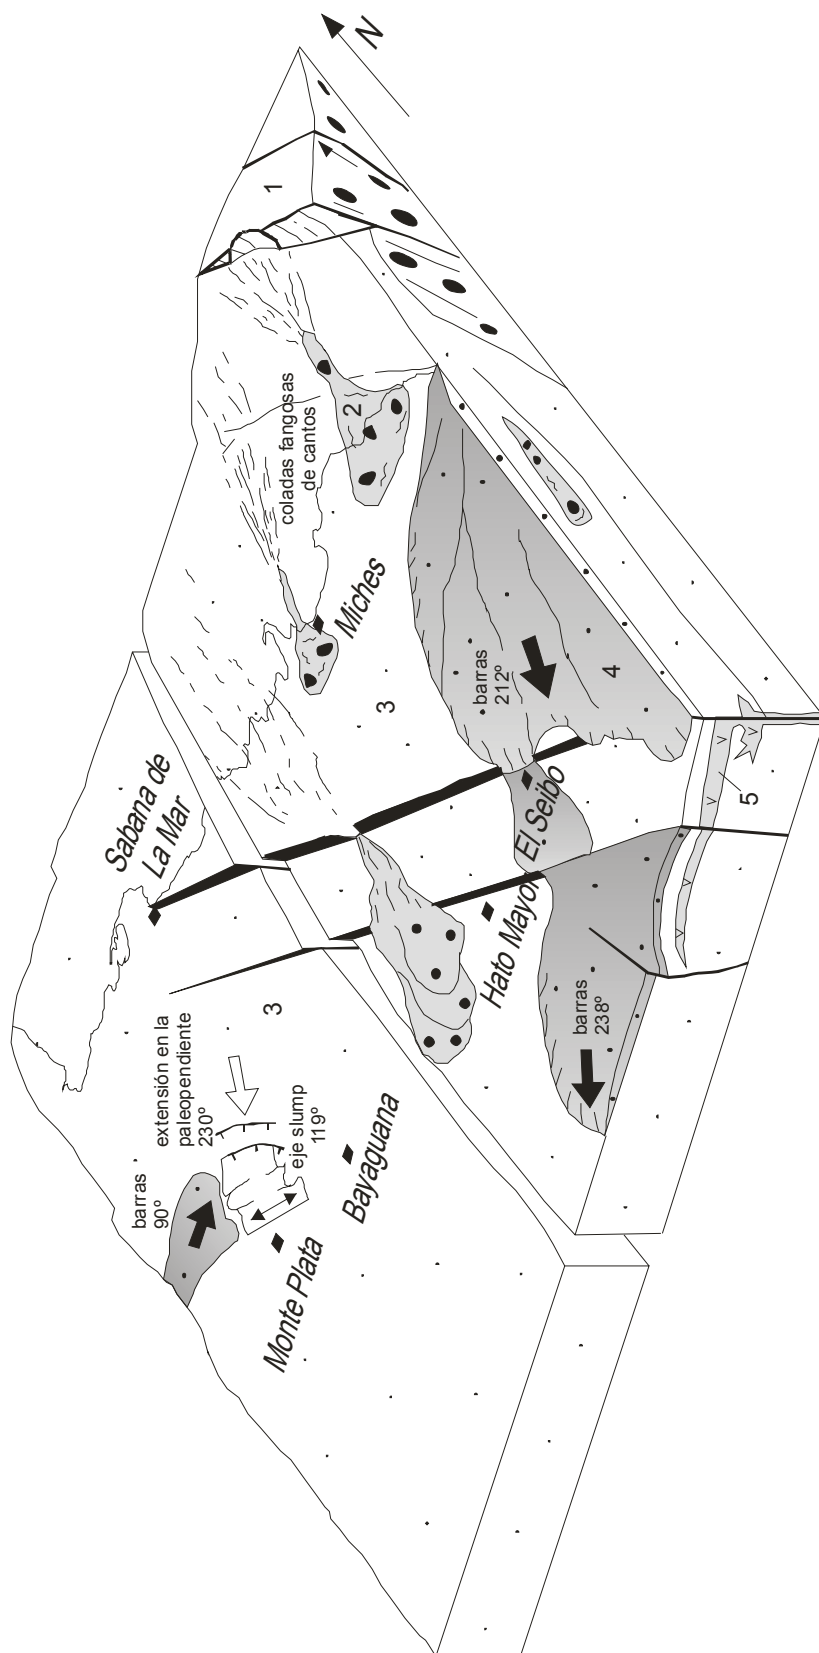 N
1
coladas fangosas
de cantos
2
Miches
3
barras
212º
4
5
Sabana de
La Mar
El Seibo
Hato Mayor
barras
238º
3
extensión en la
paleopendiente
230º
eje slump
119º
barras
90º
Bayaguana
Monte Plata